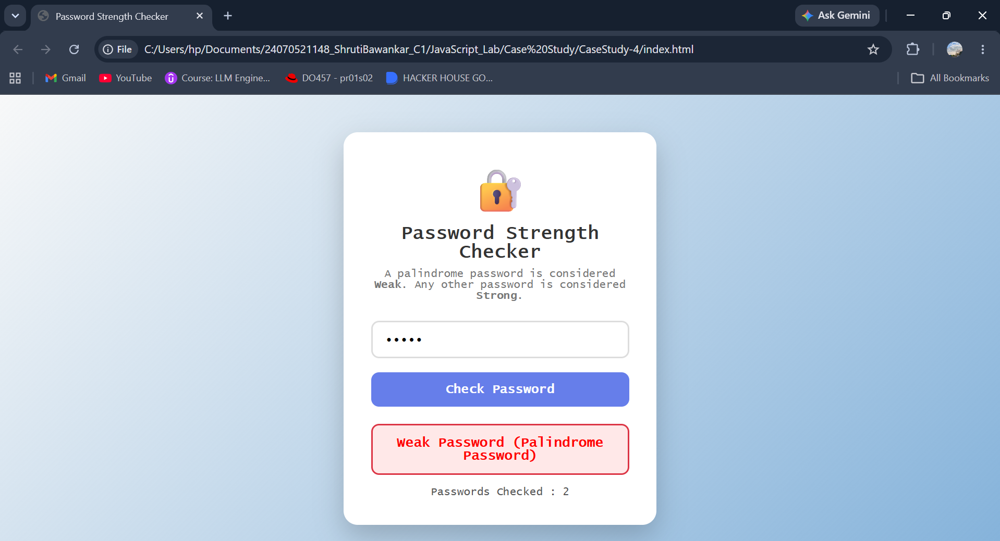 Password Strength Checker
Ask Gemini
File
C:/Users/hp/Documents/24070521148_ShrutiBawankar_C1/JavaScript_Lab/Case%20Study/CaseStudy-4/index.html
Gmail
YouTube
Course: LLM Engine...
DO457 - pr01s02
HACKER HOUSE GO...
All Bookmarks
Password Strength
Checker
A palindrome password is considered
Weak. Any other password is considered
Strong.
•••••
Check Password
Weak Password (Palindrome
Password)
Passwords Checked : 2